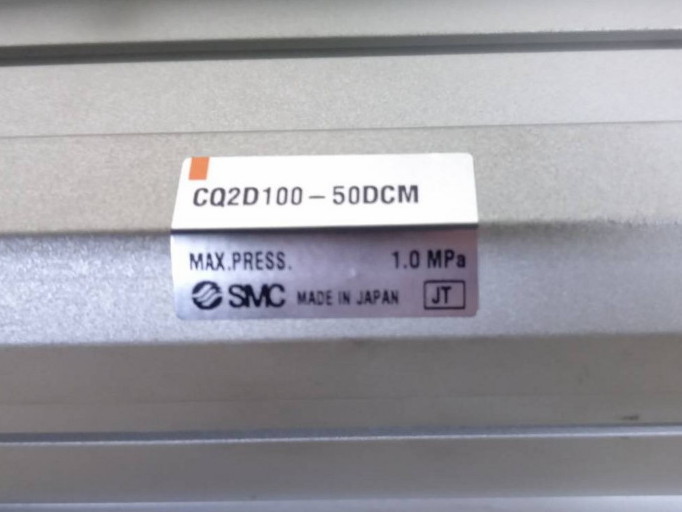 CQ2D100-50DCM
MAX.PRESS. 1.0 MPa
SMC MADE IN JAPAN JT